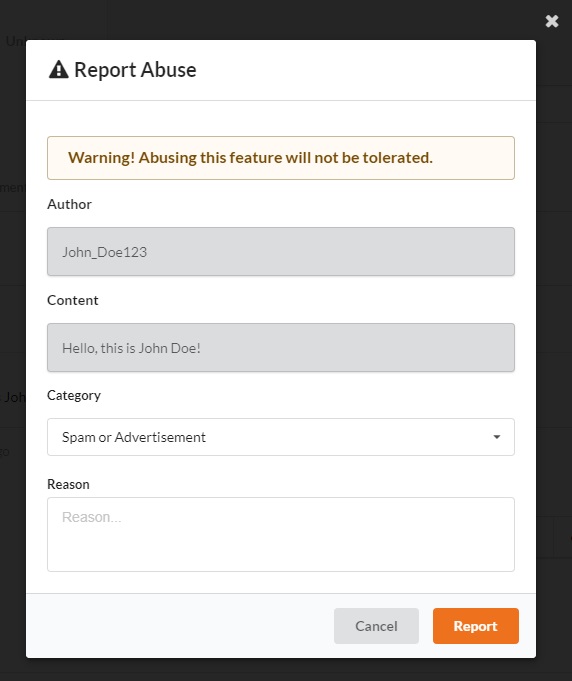 Report Abuse
Warning! Abusing this feature will not be tolerated.
Author
John_Doe123
Content
Hello, this is John Doe!
Category
Spam or Advertisement
Reason
Reason...
Cancel
Report